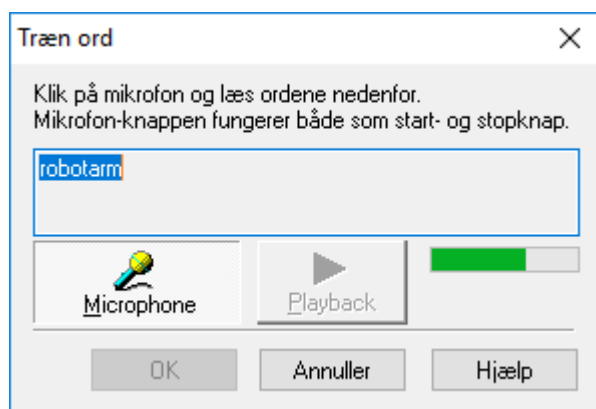 Træn ord
Klik på mikrofon og læs ordene nedenfor.
Mikrofon-knappen fungerer både som start- og stopknap.
robotarm
Microphone
Playback
OK
Annuller
Hjælp